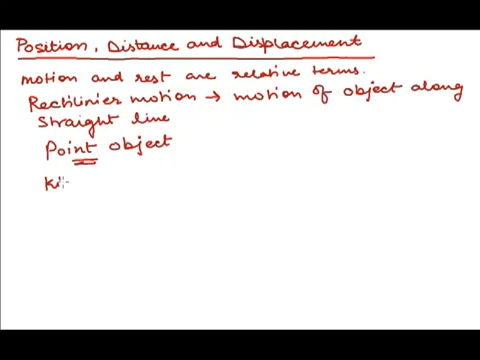 Position, Distance and Displacement
motion and rest are relative terms.
Rectilinier motion → motion of object along
straight line
Point object
Ki